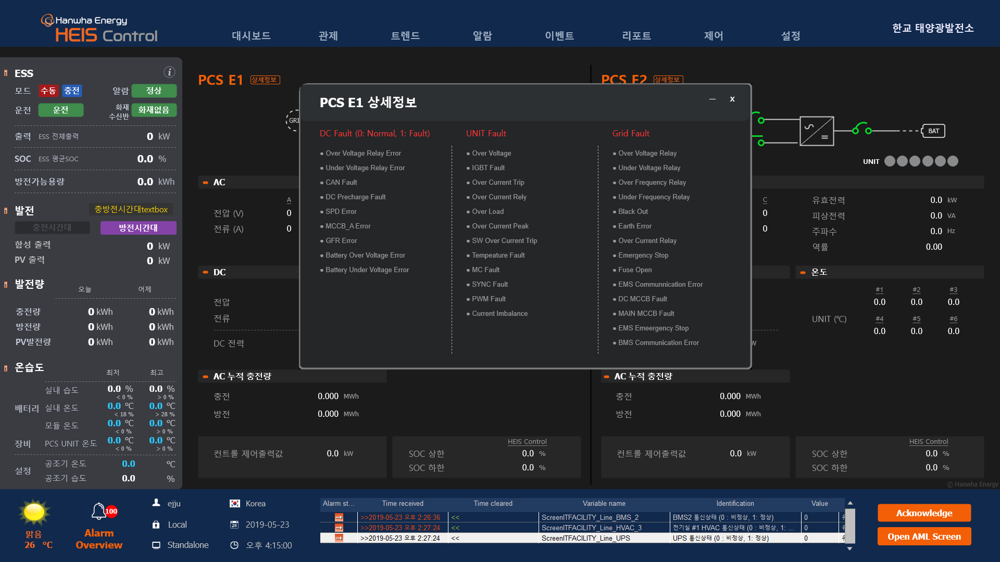 Hanwha Energy
HEIS Control
대시보드 관제 트렌드 알람 이벤트 리포트 제어 설정
한교 태양광발전소
ESS
모드 수동 충전 알람 정상
운전 운전 화재 수신반 화재없음
출력 ESS 전체출력 0 kW
SOC ESS 평균SOC 0.0 %
방전가능용량 0.0 kWh
발전 충방전시간대textbox
충전시간대 방전시간대
합성 출력 0 kW
PV 출력 0 kW
발전량 오늘 어제
충전량 0 kWh 0 kWh
방전량 0 kWh 0 kWh
PV발전량 0 kWh 0 kWh
온습도 최저 최고
실내 습도 0.0 % 0.0 %
< 0 % > 0 %
배터리 실내 온도 0.0 ℃ 0.0 ℃
< 18 % > 28 %
모듈 온도 0.0 ℃ 0.0 ℃
< 0 % > 0 %
장비 PCS UNIT 온도 0.0 ℃ 0.0 ℃
< 0 % > 0 %
설정 공조기 온도 0.0 ℃
공조기 습도 0.0 %
PCS E1 상세정보
GRI
AC
A
전압 (V) 0
전류 (A) 0
DC
전압
전류
DC 전력
AC 누적 충전량
충전 0.000 MWh
방전 0.000 MWh
컨트롤 제어출력값 0.0 kW
HEIS Control
SOC 상한 0.0 %
SOC 하한 0.0 %
PCS E1 상세정보
x
DC Fault (0: Normal, 1: Fault)
Over Voltage Relay Error
Under Voltage Relay Error
CAN Fault
DC Precharge Fault
SPD Error
MCCB_A Error
GFR Error
Battery Over Voltage Error
Battery Under Voltage Error
UNIT Fault
Over Voltage
IGBT Fault
Over Current Trip
Over Current Rely
Over Load
Over Current Peak
SW Over Current Trip
Tempeature Fault
MC Fault
SYNC Fault
PWM Fault
Current Imbalance
Grid Fault
Over Voltage Relay
Under Voltage Relay
Over Frequency Relay
Under Frequency Relay
Black Out
Earth Error
Over Current Relay
Emergency Stop
Fuse Open
EMS Communnication Error
DC MCCB Fault
MAIN MCCB Fault
EMS Emeergency Stop
BMS Communication Error
PCS E2 상세정보
BAT
UNIT
C
0
0
유효전력 0.0 kW
피상전력 0.0 VA
주파수 0.0 Hz
역률 0.00
온도
#1 #2 #3
0.0 0.0 0.0
UNIT (℃) #4 #5 #6
0.0 0.0 0.0
W
AC 누적 충전량
충전 0.000 MWh
방전 0.000 MWh
컨트롤 제어출력값 0.0 kW
HEIS Control
SOC 상한 0.0 %
SOC 하한 0.0 %
ⓒ Hanwha Energy
맑음
26 ℃
100
Alarm
Overview
ejju
Local
Standalone
Korea
28 2019-05-23
오후 4:15:00
Alarm st... Time received Time cleared Variable name Identification Value
>>2019-05-23 오후 2:26:36 << ScreenITFACILITY_Line_BMS_2 BMS2 통신상태 (0 : 비정상, 1: 정상) 0
>>2019-05-23 오후 2:27:24 << ScreenITFACILITY_Line_HVAC_3 전기실 #1 HVAC 통신상태 (0 : 비정상, 1: ... 0
>>2019-05-23 오후 2:27:24 << ScreenITFACILITY_Line_UPS UPS 통신상태 (0 : 비정상, 1: 정상) 0
Acknowledge
Open AML Screen